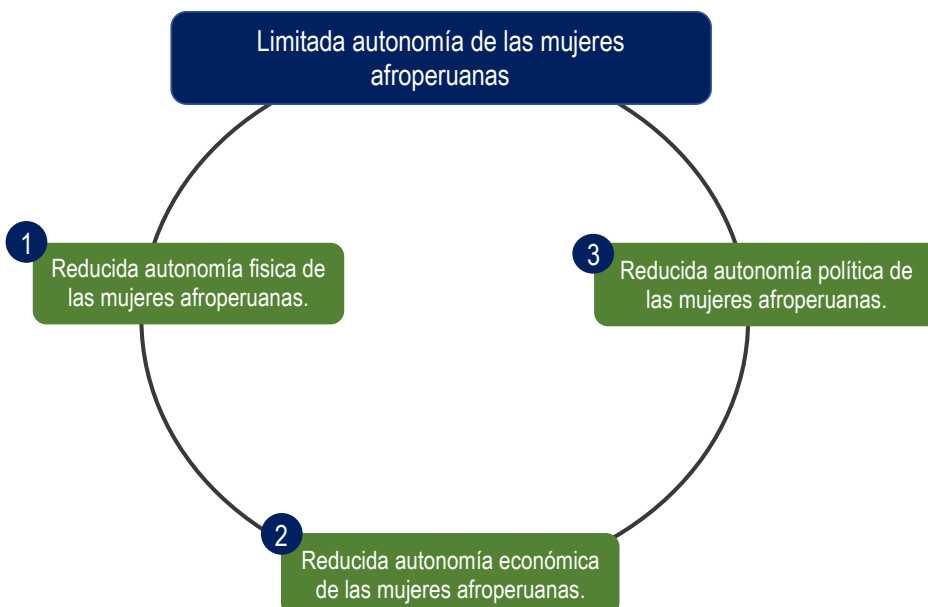 Limitada autonomía de las mujeres
afroperuanas
1
Reducida autonomía fisica de
las mujeres afroperuanas.
2
Reducida autonomía económica
de las mujeres afroperuanas.
3
Reducida autonomía política de
las mujeres afroperuanas.